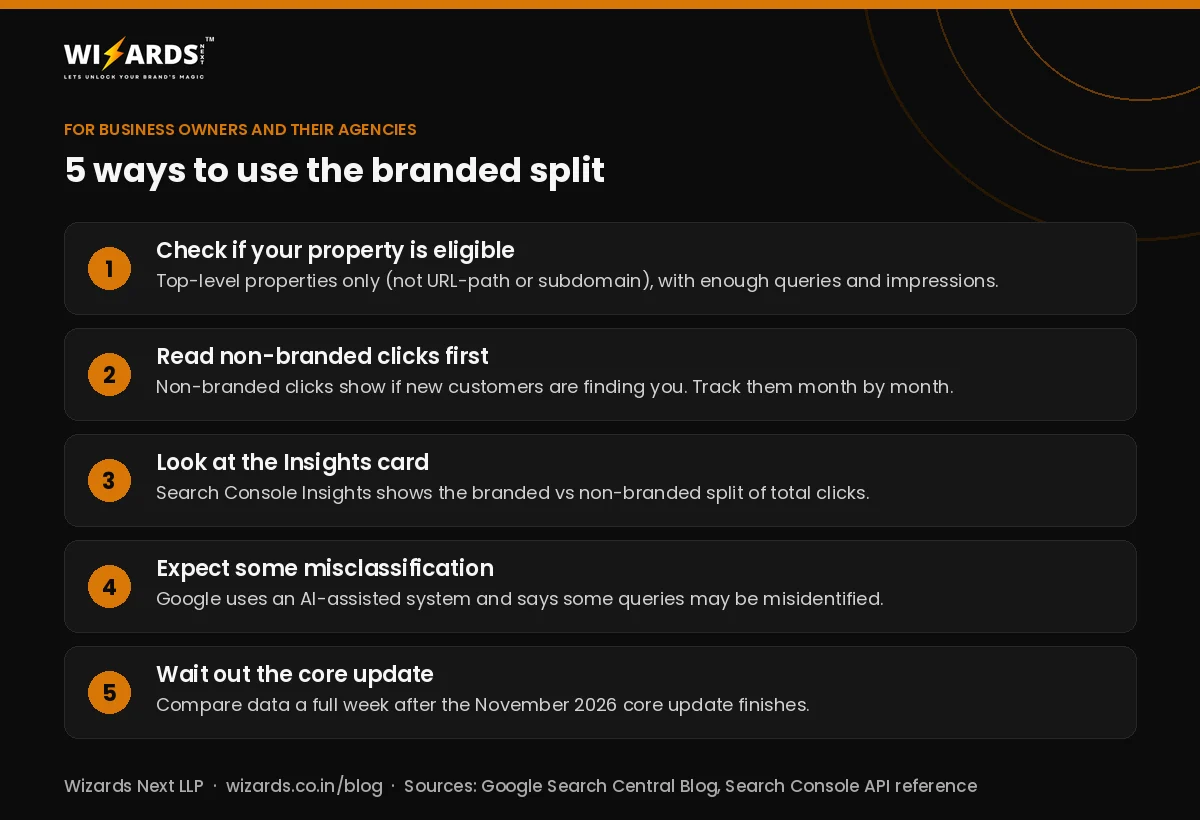 WIZARDS NEXT ™
LETS UNLOCK YOUR BRAND'S MAGIC
FOR BUSINESS OWNERS AND THEIR AGENCIES
5 ways to use the branded split
1
Check if your property is eligible
Top-level properties only (not URL-path or subdomain), with enough queries and impressions.
2
Read non-branded clicks first
Non-branded clicks show if new customers are finding you. Track them month by month.
3
Look at the Insights card
Search Console Insights shows the branded vs non-branded split of total clicks.
4
Expect some misclassification
Google uses an AI-assisted system and says some queries may be misidentified.
5
Wait out the core update
Compare data a full week after the November 2026 core update finishes.
Wizards Next LLP · wizards.co.in/blog · Sources: Google Search Central Blog, Search Console API reference